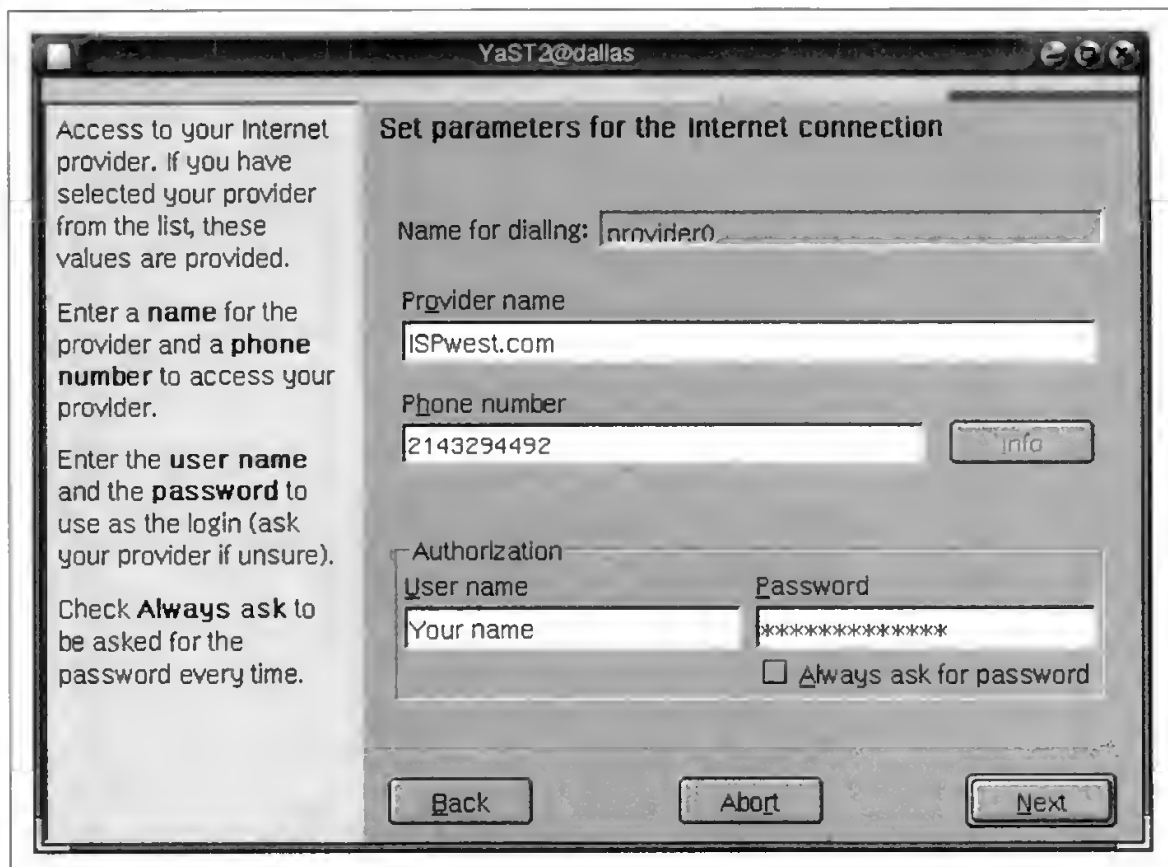 YaST2@dallas
Access to your Internet
provider. If you have
selected your provider
from the list, these
values are provided.
Enter a name for the
provider and a phone
number to access your
provider.
Enter the user name
and the password to
use as the login (ask
your provider if unsure).
Check Always ask to
be asked for the
password every time.
Set parameters for the Internet connection
Name for dialing: provider0
Provider name
ISPwest.com
Phone number
2143294492
Info
Authorization
User name
Password
Your name
*************
Always ask for password
Back
Abort
Next